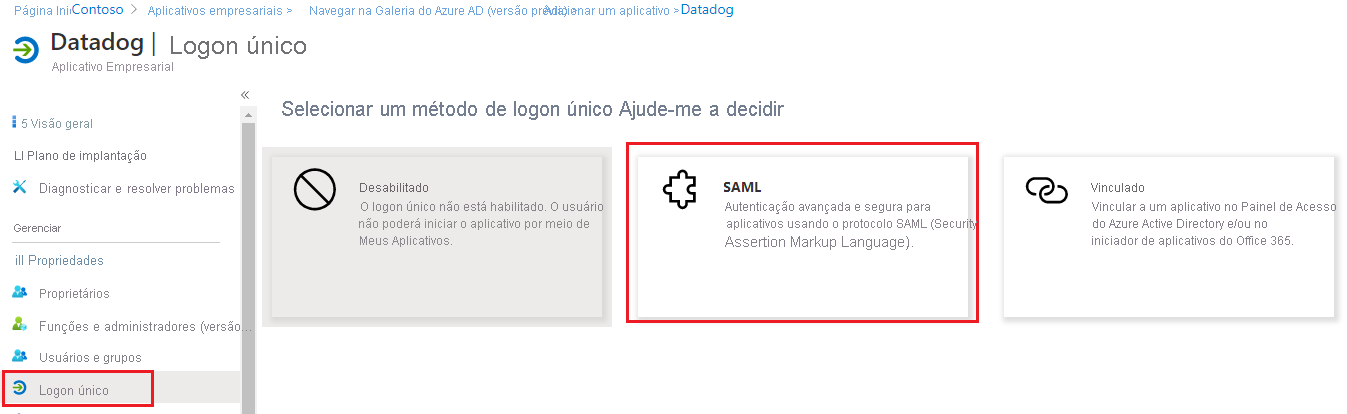 Página Ini Contoso > Aplicativos empresariais > Navegar na Galeria do Azure AD (versão prévia) > Adicionar um aplicativo > Datadog
Datadog | Logon único
Aplicativo Empresarial
«
Selecionar um método de logon único Ajude-me a decidir
5 Visão geral
LI Plano de implantação
Diagnosticar e resolver problemas
Gerenciar
ill Propriedades
Proprietários
Funções e administradores (versão...
Usuários e grupos
Logon único
Desabilitado
O logon único não está habilitado. O usuário
não poderá iniciar o aplicativo por meio de
Meus Aplicativos.
SAML
Autenticação avançada e segura para
aplicativos usando o protocolo SAML (Security
Assertion Markup Language).
Vinculado
Vincular a um aplicativo no Painel de Acesso
do Azure Active Directory e/ou no
iniciador de aplicativos do Office 365.